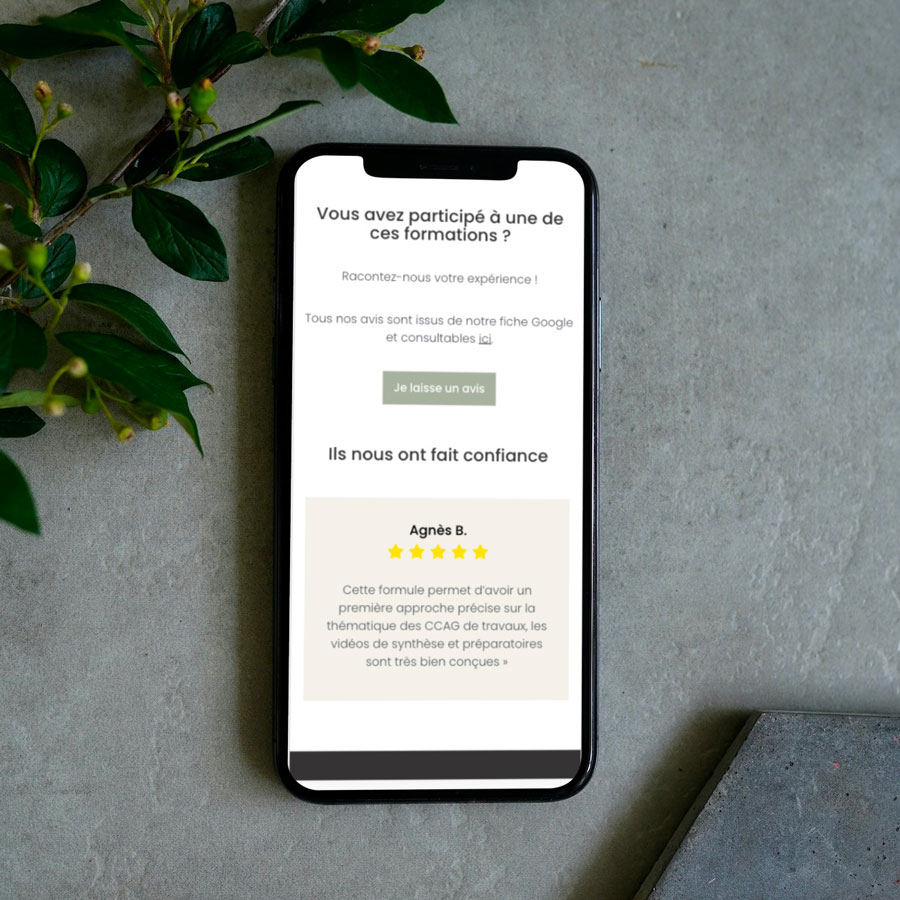 Vous avez participé à une de
ces formations ?
Racontez-nous votre expérience !
Tous nos avis sont issus de notre fiche Google
et consultables ici.
Je laisse un avis
Ils nous ont fait confiance
Agnès B.
Cette formule permet d'avoir un
première approche précise sur la
thématique des CCAG de travaux, les
vidéos de synthèse et préparatoires
sont très bien conçues »